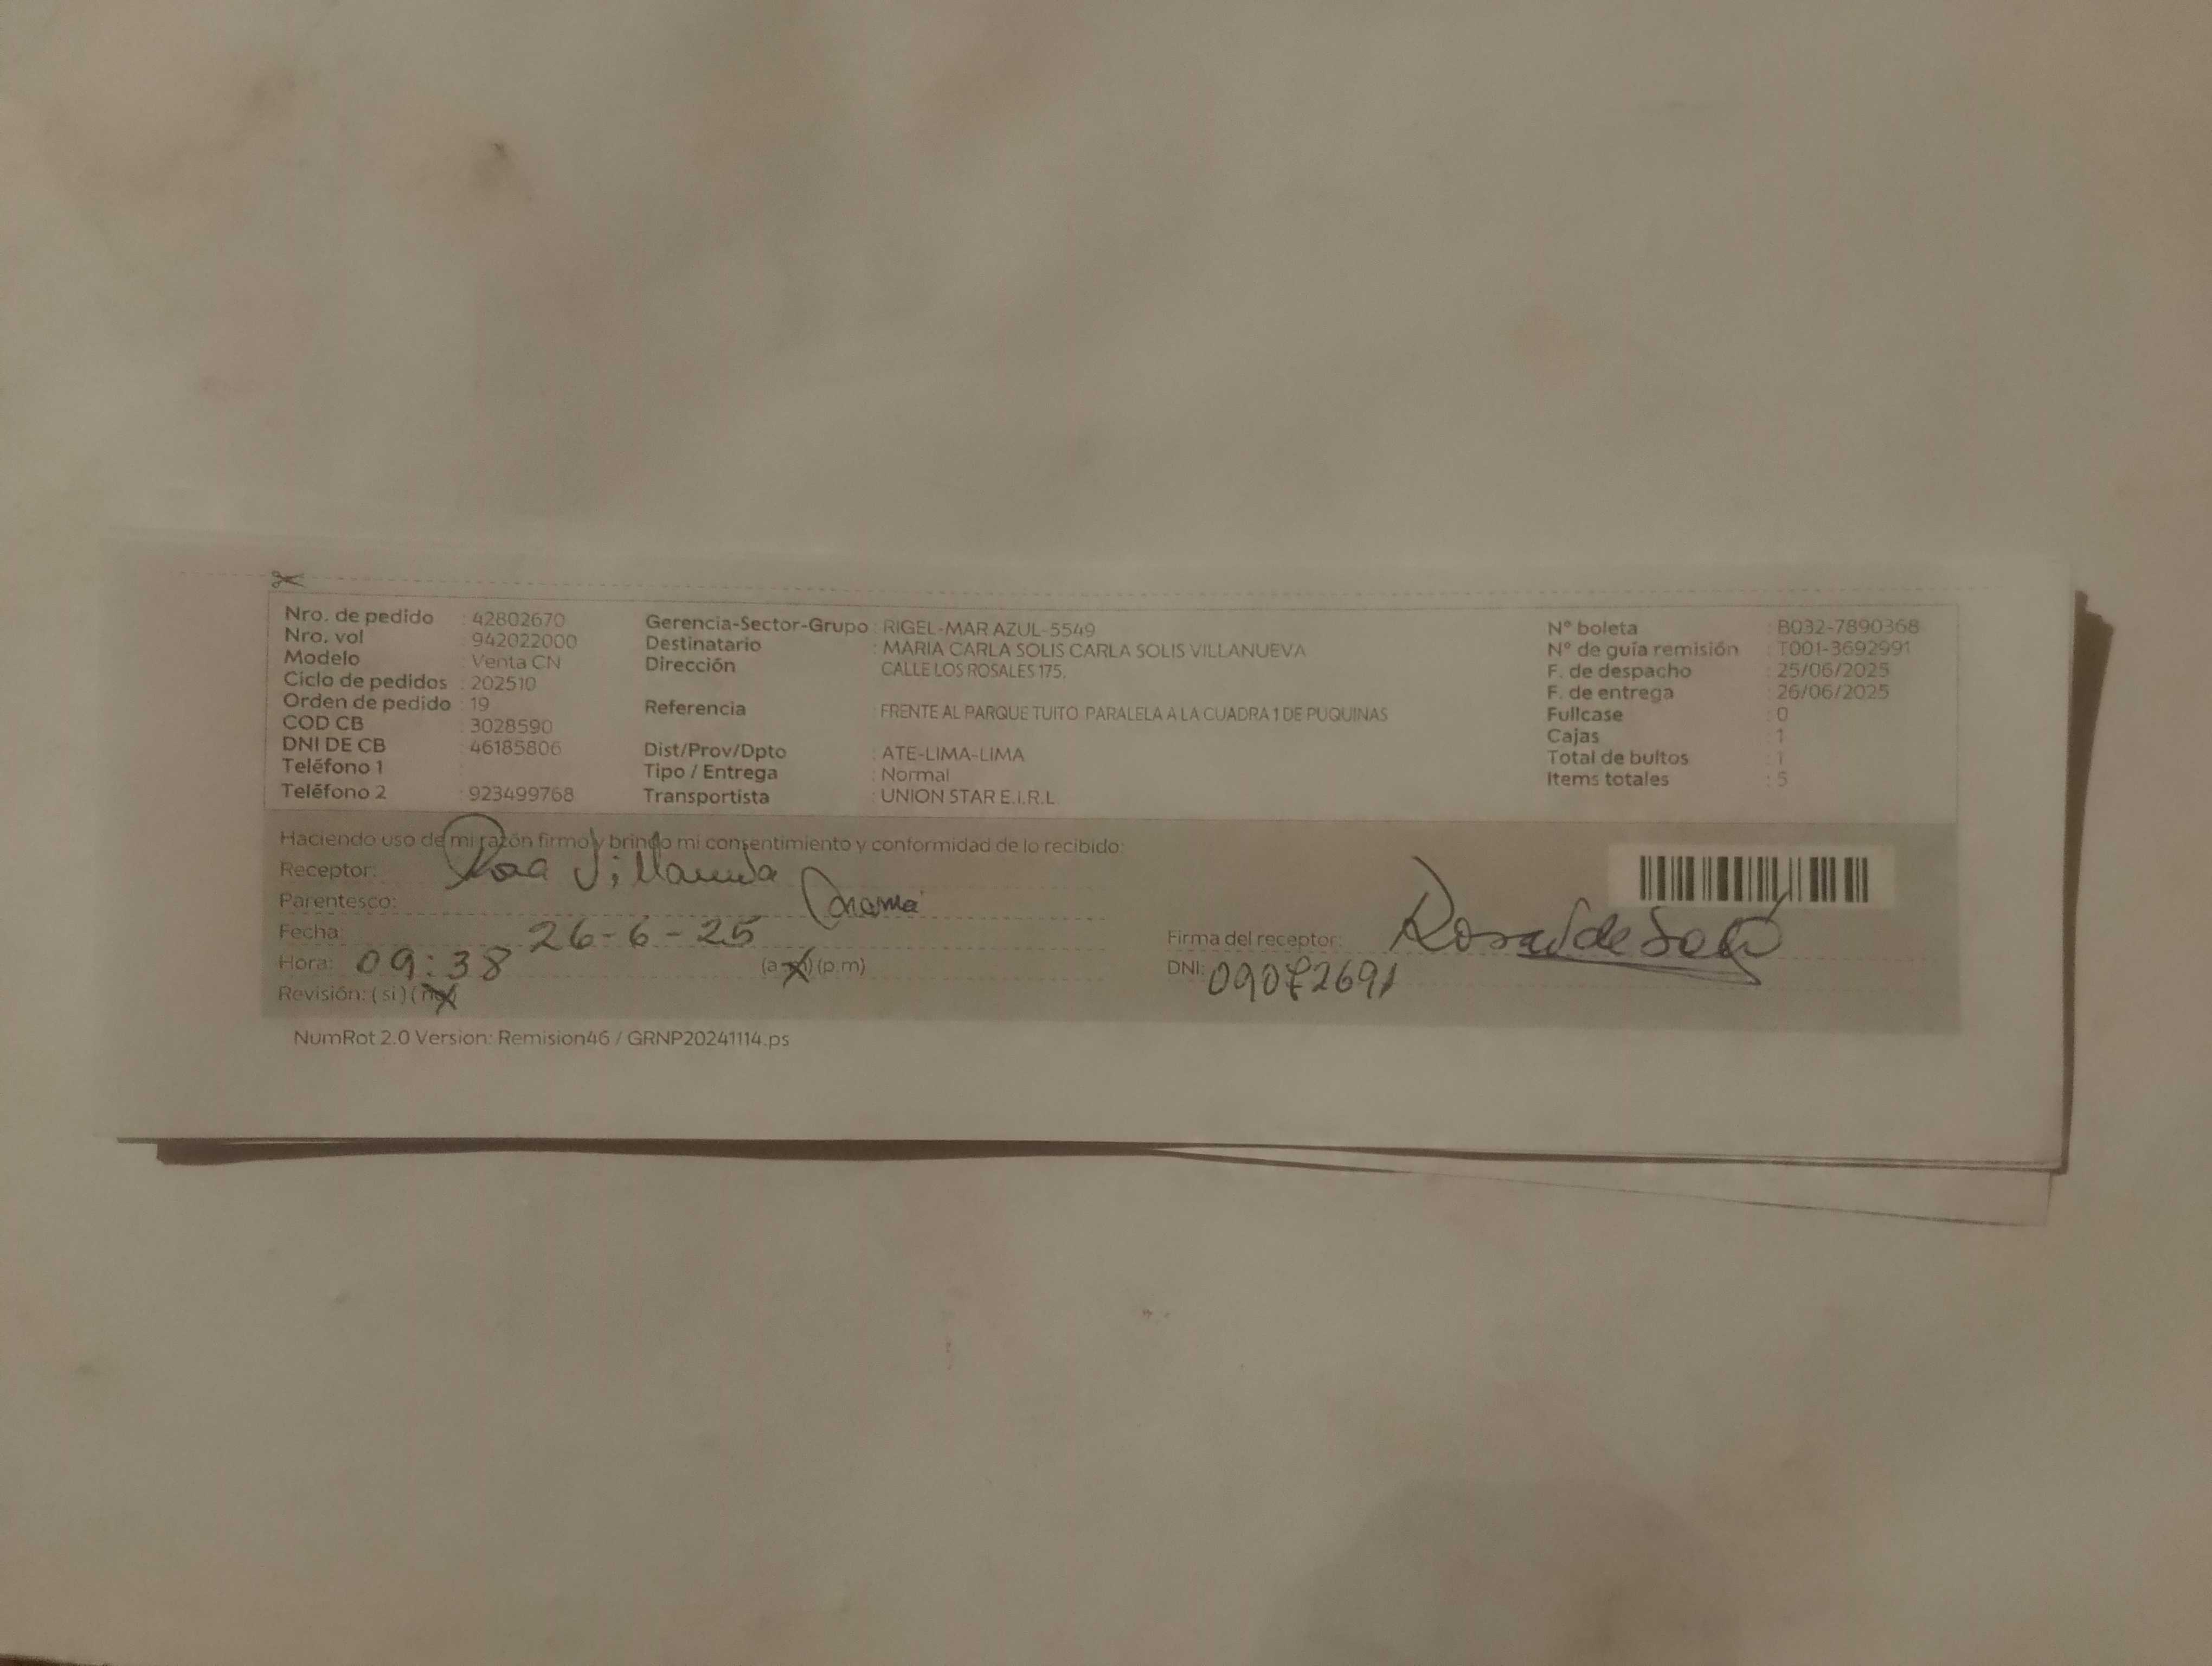 Nro. de pedido : 42802670
Nro. vol : 942022000
Modelo : Venta CN
Ciclo de pedidos : 202510
Orden de pedido : 19
COD CB : 3028590
DNI DE CB : 46185806
Teléfono 1 :
Teléfono 2 : 923499768
Gerencia-Sector-Grupo : RIGEL-MAR AZUL-5549
Destinatario : MARIA CARLA SOLIS CARLA SOLIS VILLANUEVA
Dirección CALLE LOS ROSALES 175,
Referencia : FRENTE AL PARQUE TUITO PARALELA A LA CUADRA 1 DE PUQUINAS
Dist/Prov/Dpto : ATE-LIMA-LIMA
Tipo / Entrega : Normal
Transportista : UNION STAR E.I.R.L.
N° boleta : B032-7890368
N° de guía remisión : T001-3692991
F. de despacho : 25/06/2025
F. de entrega : 26/06/2025
Fullcase : 0
Cajas : 1
Total de bultos : 1
Items totales : 5
Haciendo uso de mi razón firmo y brindo mi consentimiento y conformidad de lo recibido:
Receptor: Rosa
Parentesco: mamá
Fecha: 26-6-25
Hora: 09:38 (a.m) (p.m)
Revisión: (si) (no)
Firma del receptor:
DNI: 09072691
NumRot 2.0 Version: Remision46 / GRNP20241114.ps